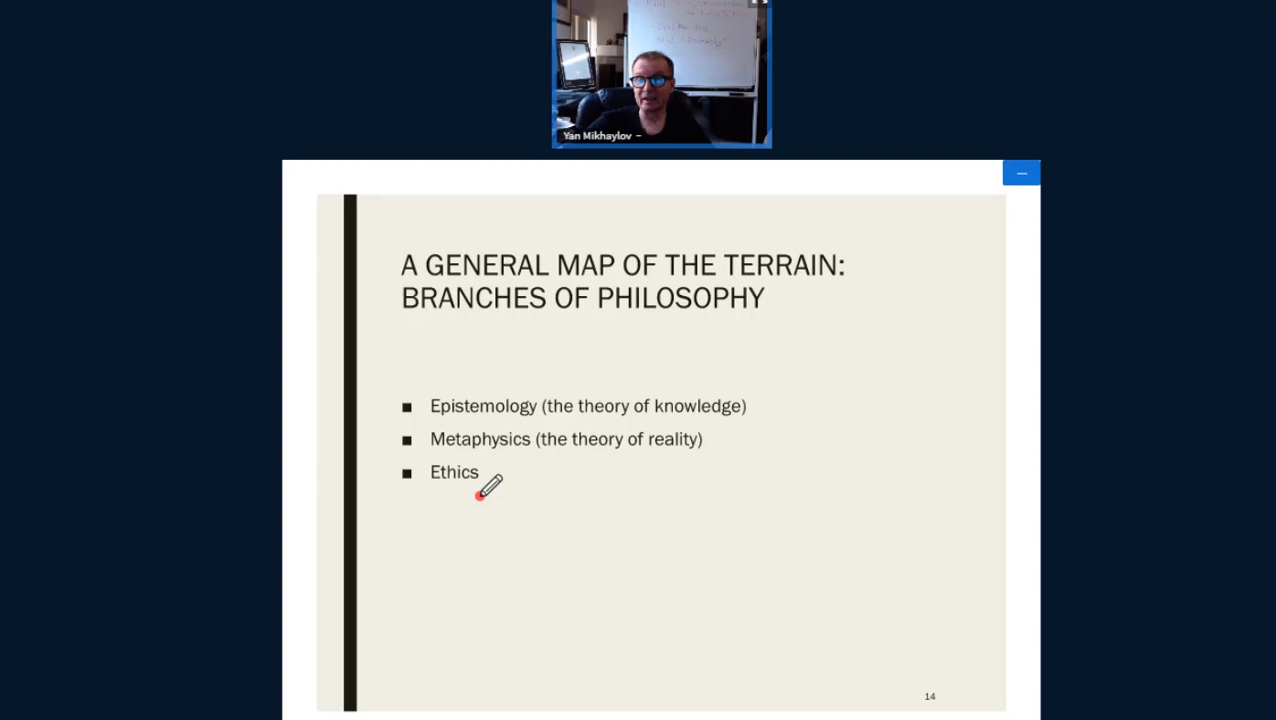 Yan Mikhaylov –
A GENERAL MAP OF THE TERRAIN:
BRANCHES OF PHILOSOPHY
■ Epistemology (the theory of knowledge)
■ Metaphysics (the theory of reality)
■ Ethics
14